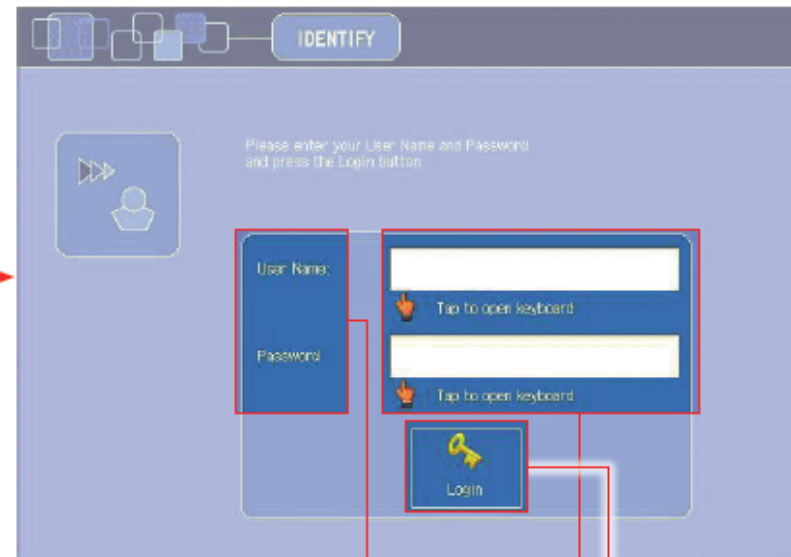 IDENTIFY
Please enter your User Name and Password
and press the Login button
User Name:
Tap to open keyboard
Password
Tap to open keyboard
Login